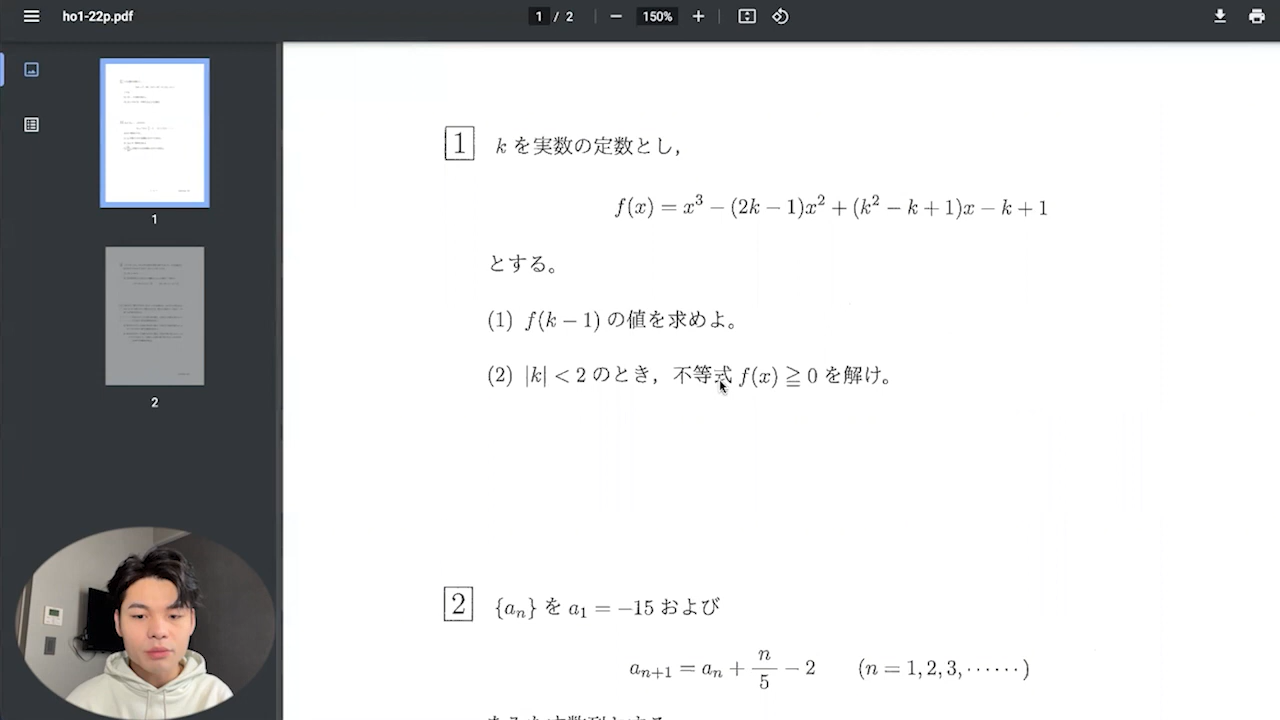 ho1-22p.pdf
1 / 2
150%
1
2
1 kを実数の定数とし,
f(x) = x³ − (2k − 1)x² + (k² − k + 1)x − k + 1
とする。
(1) f(k − 1) の値を求めよ。
(2) |k| < 2 のとき, 不等式 f(x) ≧ 0 を解け。
2 {aₙ} を a₁ = −15 および
aₙ₊₁ = aₙ + n/5 − 2 (n = 1, 2, 3, ⋯⋯)